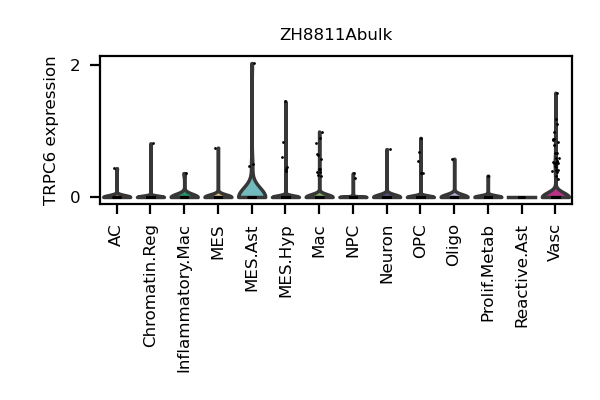 ZH8811Abulk
TRPC6 expression
2
0
AC
Chromatin.Reg
Inflammatory.Mac
MES
MES.Ast
MES.Hyp
Mac
NPC
Neuron
OPC
Oligo
Prolif.Metab
Reactive.Ast
Vasc